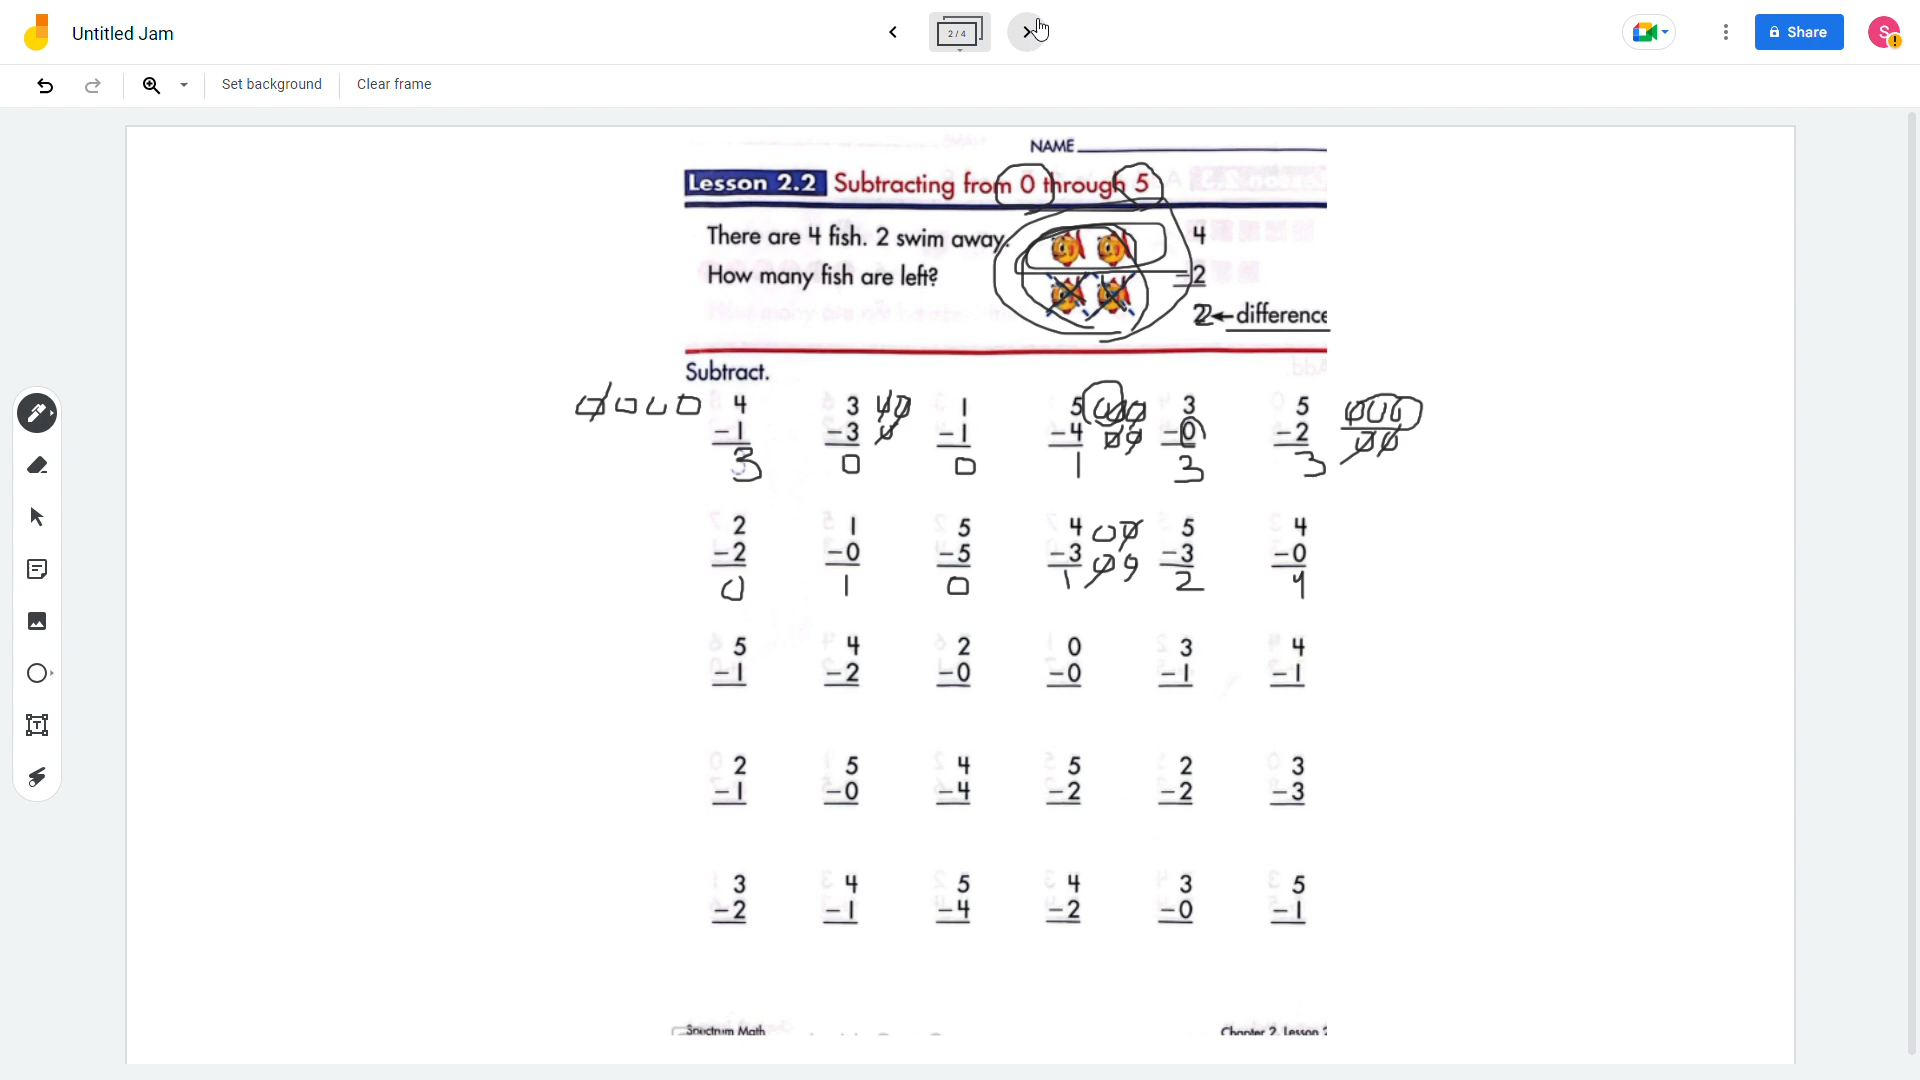 Untitled Jam
2 / 4
Share
S
Set background
Clear frame
NAME
Lesson 2.2 Subtracting from 0 through 5
There are 4 fish. 2 swim away.
How many fish are left?
4
-2
2 ← difference
Subtract.
4 3 1 5 3 5
-1 -3 -1 -4 -0 -2
3 0 0 1 3 3
2 1 5 4 5 4
-2 -0 -5 -3 -3 -0
0 1 0 1 2 4
5 4 2 0 3 4
-1 -2 -0 -0 -1 -1
2 5 4 5 2 3
-1 -0 -4 -2 -2 -3
3 4 5 4 3 5
-2 -1 -4 -2 -0 -1
Spectrum Math
Chapter 2, Lesson 2